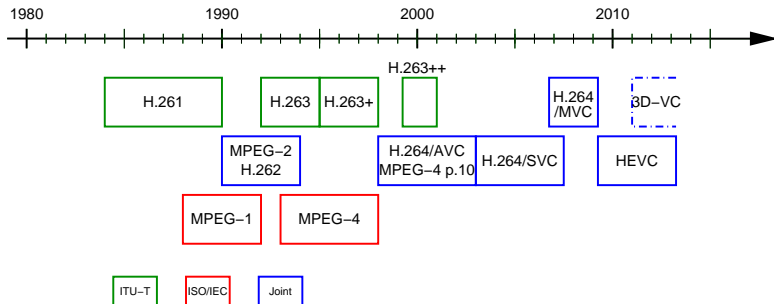 1980 1990 2000 2010
H.263++
H.261 H.263 H.263+ H.264
/MVC 3D−VC
MPEG−2
H.262 H.264/AVC
MPEG−4 p.10 H.264/SVC HEVC
MPEG−1 MPEG−4
ITU−T ISO/IEC Joint